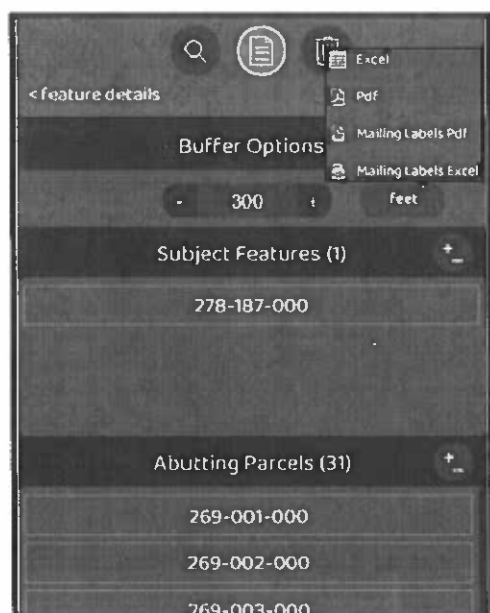 Excel
< feature details
Pdf
Mailing Labels Pdf
Buffer Options
Mailing Labels Excel
- 300 + feet
Subject Features (1)
278-187-000
Abutting Parcels (31)
269-001-000
269-002-000
269-003-000